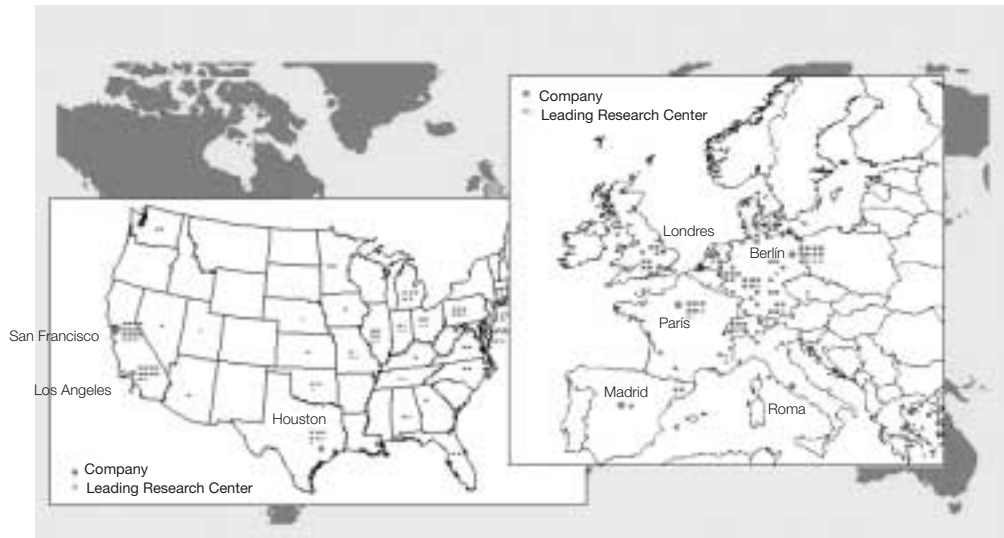 Company
Leading Research Center
Londres
Berlín
París
Madrid
Roma
San Francisco
Los Angeles
Houston
Company
Leading Research Center